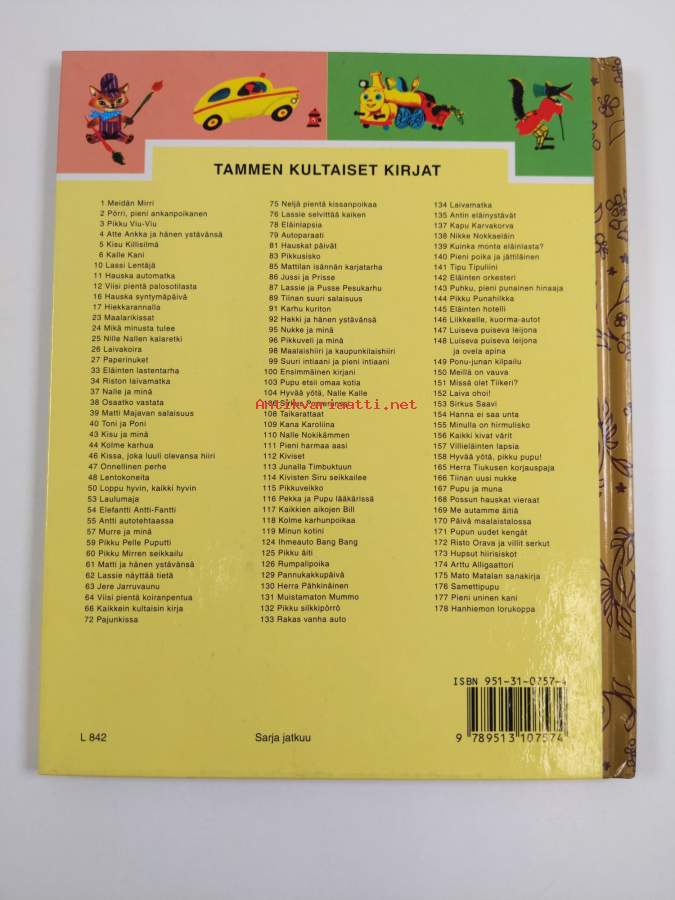 TAMMEN KULTAISET KIRJAT
1 Meidän Mirri
2 Pörri, pieni ankanpoikanen
3 Pikku Viu-Viu
4 Atte Ankka ja hänen ystävänsä
5 Kisu Killisilmä
6 Kalle Kani
10 Lassi Lentäjä
11 Hauska automatka
12 Viisi pientä palosotilasta
16 Hauska syntymäpäivä
17 Hiekkarannalla
23 Maalarikissat
24 Mikä minusta tulee
25 Nille Nallen kalaretki
26 Laivakoira
27 Paperinuket
33 Eläinten lastentarha
34 Riston laivamatka
37 Nalle ja minä
38 Osaatko vastata
39 Matti Majavan salaisuus
40 Toni ja Poni
43 Kisu ja minä
44 Kolme karhua
46 Kissa, joka luuli olevansa hiiri
47 Onnellinen perhe
48 Lentokoneita
50 Loppu hyvin, kaikki hyvin
53 Laulumaja
54 Elefantti Antti-Fantti
55 Antti autotehtaassa
57 Murre ja minä
59 Pikku Pelle Puputti
60 Pikku Mirren seikkailu
61 Matti ja hänen ystävänsä
62 Lassie näyttää tietä
63 Jere Jarruvaunu
64 Viisi pientä koiranpentua
66 Kaikkein kultaisin kirja
72 Pajunkissa
75 Neljä pientä kissanpoikaa
76 Lassie selvittää kaiken
78 Eläinlapsia
79 Autoparaati
81 Hauskat päivät
83 Pikkusisko
85 Mattilan isännän karjatarha
86 Jussi ja Prisse
87 Lassie ja Pusse Pesukarhu
89 Tiinan suuri salaisuus
91 Karhu kuriton
92 Hakki ja hänen ystävänsä
95 Nukke ja minä
96 Pikkuveli ja minä
98 Maalaishiiri ja kaupunkilaishiiri
99 Suuri intiaani ja pieni intiaani
100 Ensimmäinen kirjani
103 Pupu etsii omaa kotia
104 Hyvää yötä, Nalle Kalle
108 Taikarattaat
109 Kana Karoliina
110 Nalle Nokikämmen
111 Pieni harmaa aasi
112 Kiviset
113 Junalla Timbuktuun
114 Kivisten Siru seikkailee
115 Pikkuveikko
116 Pekka ja Pupu lääkärissä
117 Kaikkien aikojen Bill
118 Kolme karhunpoikaa
119 Minun kotini
124 Ihmeauto Bang Bang
125 Pikku äiti
126 Rumpalipoika
129 Pannukakkupäivä
130 Herra Pähkinäinen
131 Muistamaton Mummo
132 Pikku silkkipörrö
133 Rakas vanha auto
134 Laivamatka
135 Antin eläinystävät
137 Kapu Karvakorva
138 Nikke Nokkaeläin
139 Kuinka monta eläinlasta?
140 Pieni poika ja jättiläinen
141 Tipu Tipuliini
142 Eläinten orkesteri
143 Puhku, pieni punainen hinaaja
144 Pikku Punahilkka
145 Eläinten hotelli
146 Liikkeelle, kuorma-autot
147 Luiseva puiseva leijona
148 Luiseva puiseva leijona
ja ovela apina
149 Ponu-junan kilpailu
150 Meillä on vauva
151 Missä olet Tiikeri?
152 Laiva ohoi!
153 Sirkus Saavi
154 Hanna ei saa unta
155 Minulla on hirmulisko
156 Kaikki kivat värit
157 Villieläinten lapsia
158 Hyvää yötä, pikku pupu!
165 Herra Tiukusen korjauspaja
166 Tiinan uusi nukke
167 Pupu ja muna
168 Possun hauskat vieraat
169 Me autamme äitiä
170 Päivä maalaistalossa
171 Pupun uudet kengät
172 Risto Orava ja villit serkut
173 Hupsut hiirisiskot
174 Arttu Alligaattori
175 Mato Matalan sanakirja
176 Samettipupu
177 Pieni uninen kani
178 Hanhiemon lorukoppa
Antikvariaatti.net
ISBN 951-31-0757-4
9 789513 107574
L 842
Sarja jatkuu